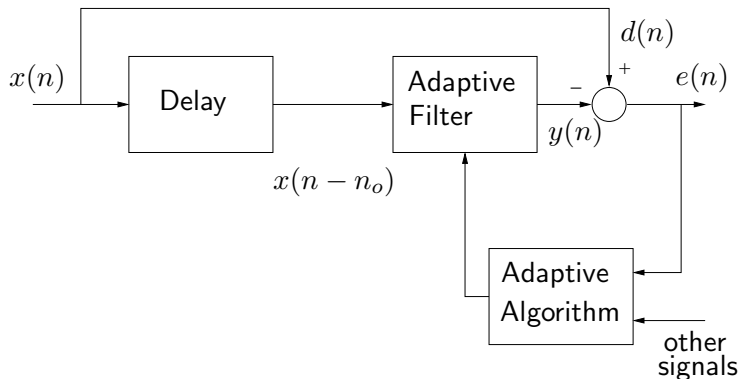 d(n)
x(n)
Delay
Adaptive
Filter
-
+
e(n)
y(n)
x(n − n_o)
Adaptive
Algorithm
other
signals